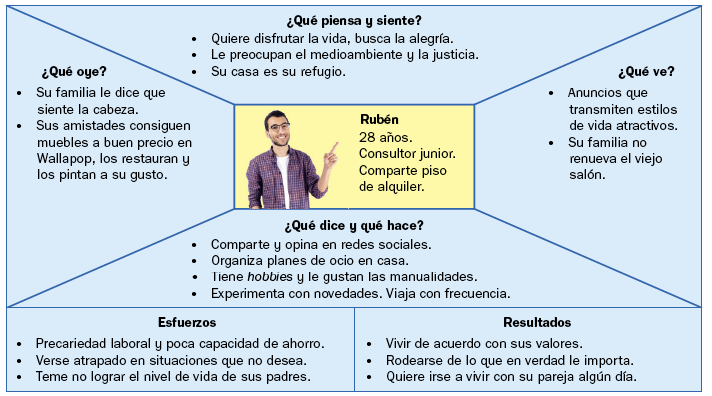 ¿Qué piensa y siente?
• Quiere disfrutar la vida, busca la alegría.
• Le preocupan el medioambiente y la justicia.
• Su casa es su refugio.
¿Qué oye?
• Su familia le dice que
siente la cabeza.
• Sus amistades consiguen
muebles a buen precio en
Wallapop, los restauran y
los pintan a su gusto.
Rubén
28 años.
Consultor junior.
Comparte piso
de alquiler.
¿Qué ve?
• Anuncios que
transmiten estilos
de vida atractivos.
• Su familia no
renueva el viejo
salón.
¿Qué dice y qué hace?
• Comparte y opina en redes sociales.
• Organiza planes de ocio en casa.
• Tiene hobbies y le gustan las manualidades.
• Experimenta con novedades. Viaja con frecuencia.
Esfuerzos
• Precariedad laboral y poca capacidad de ahorro.
• Verse atrapado en situaciones que no desea.
• Teme no lograr el nivel de vida de sus padres.
Resultados
• Vivir de acuerdo con sus valores.
• Rodearse de lo que en verdad le importa.
• Quiere irse a vivir con su pareja algún día.